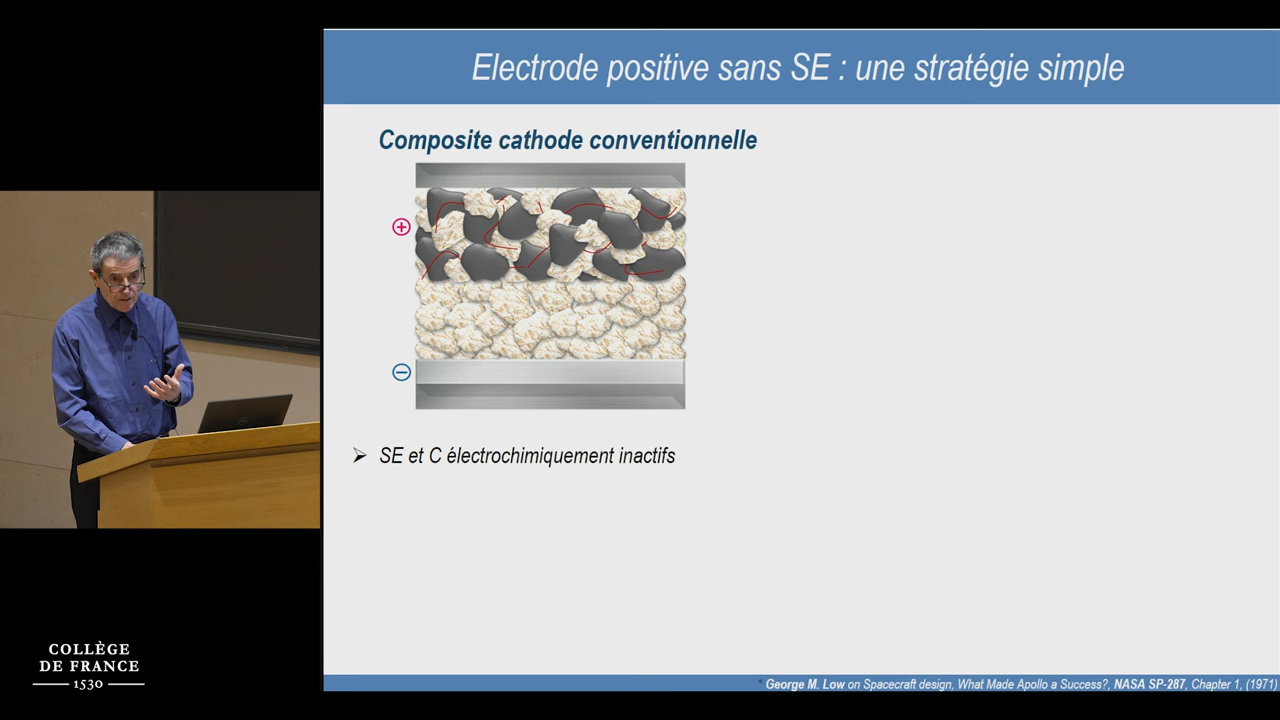 Electrode positive sans SE : une stratégie simple
Composite cathode conventionnelle
+
−
➢ SE et C électrochimiquement inactifs
COLLÈGE
DE FRANCE
1530
* George M. Low on Spacecraft design, What Made Apollo a Success?, NASA SP-287, Chapter 1, (1971)